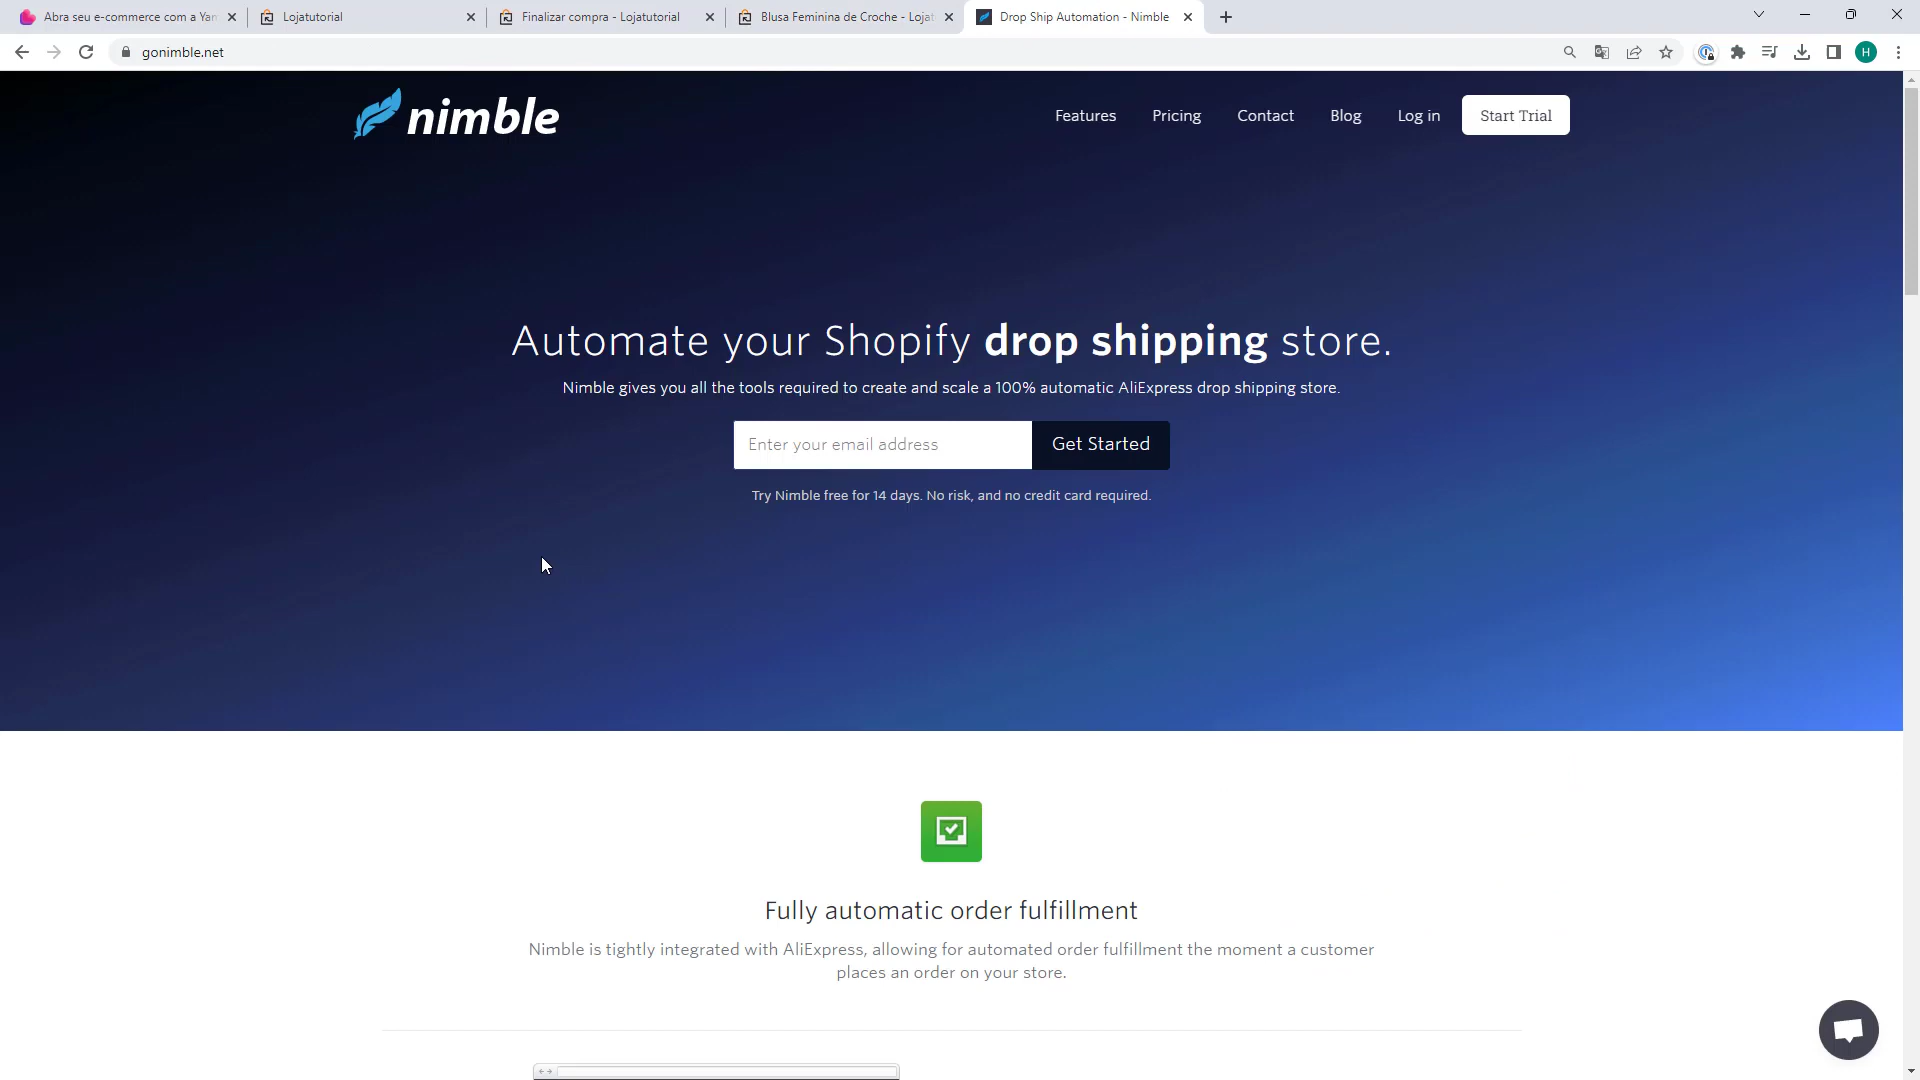 Abra seu e-commerce com a Yam
Lojatutorial
Finalizar compra - Lojatutorial
Blusa Feminina de Croche - Lojat
Drop Ship Automation - Nimble
gonimble.net
H
nimble
Features
Pricing
Contact
Blog
Log in
Start Trial
Automate your Shopify drop shipping store.
Nimble gives you all the tools required to create and scale a 100% automatic AliExpress drop shipping store.
Enter your email address
Get Started
Try Nimble free for 14 days. No risk, and no credit card required.
Fully automatic order fulfillment
Nimble is tightly integrated with AliExpress, allowing for automated order fulfillment the moment a customer
places an order on your store.